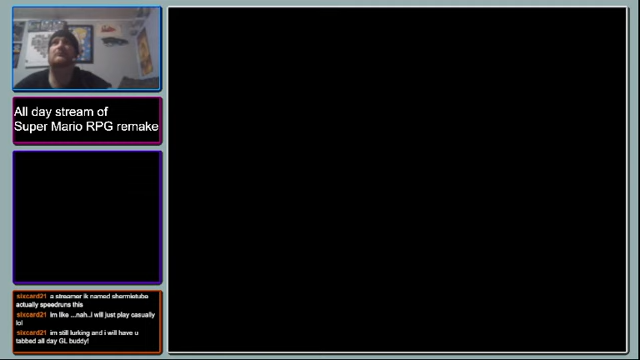 All day stream of
Super Mario RPG remake
sixcard21 a streamer ik named shermietube
actually speedruns this
sixcard21 im like ...nah..i will just play casually
lol
sixcard21 im still lurking and i will have u
tabbed all day GL buddy!